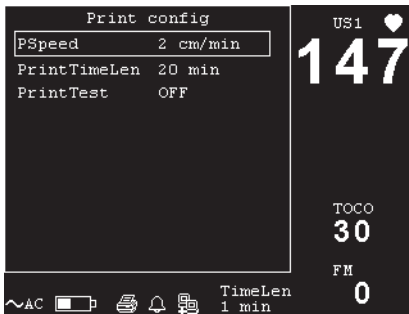 Print config
PSpeed 2 cm/min
PrintTimeLen 20 min
PrintTest OFF
US1
147
TOCO
30
FM
0
AC
TimeLen
1 min